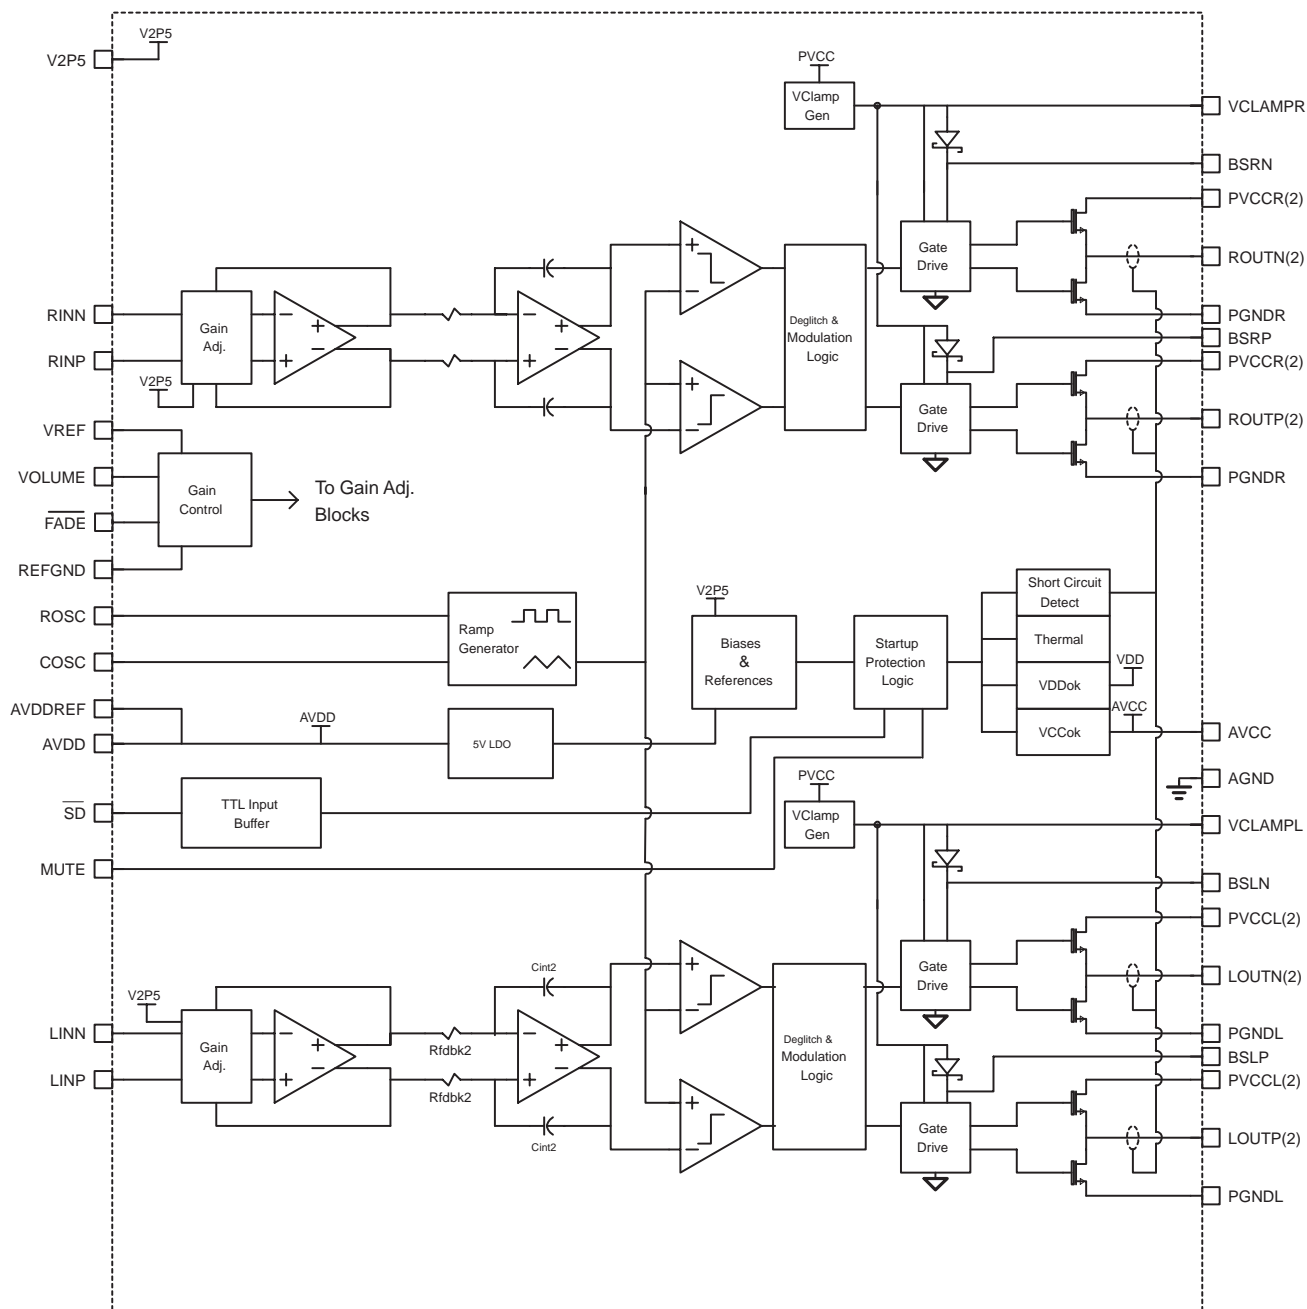 V2P5
V2P5
PVCC
VClamp
Gen
VCLAMPR
BSRN
PVCCR(2)
Gate
Drive
ROUTN(2)
RINN
RINP
Gain
Adj.
V2P5
Deglitch &
Modulation
Logic
PGNDR
BSRP
PVCCR(2)
Gate
Drive
ROUTP(2)
PGNDR
VREF
VOLUME
FADE
REFGND
Gain
Control
To Gain Adj.
Blocks
ROSC
COSC
Ramp
Generator
V2P5
Biases
&
References
Startup
Protection
Logic
Short Circuit
Detect
Thermal
VDDok
VDD
VCCok
AVCC
AVCC
AVDDREF
AVDD
AVDD
5V LDO
AGND
SD
TTL Input
Buffer
MUTE
PVCC
VClamp
Gen
VCLAMPL
BSLN
PVCCL(2)
Gate
Drive
LOUTN(2)
V2P5
LINN
LINP
Gain
Adj.
Rfdbk2
Rfdbk2
Cint2
Cint2
Deglitch &
Modulation
Logic
PGNDL
BSLP
PVCCL(2)
Gate
Drive
LOUTP(2)
PGNDL